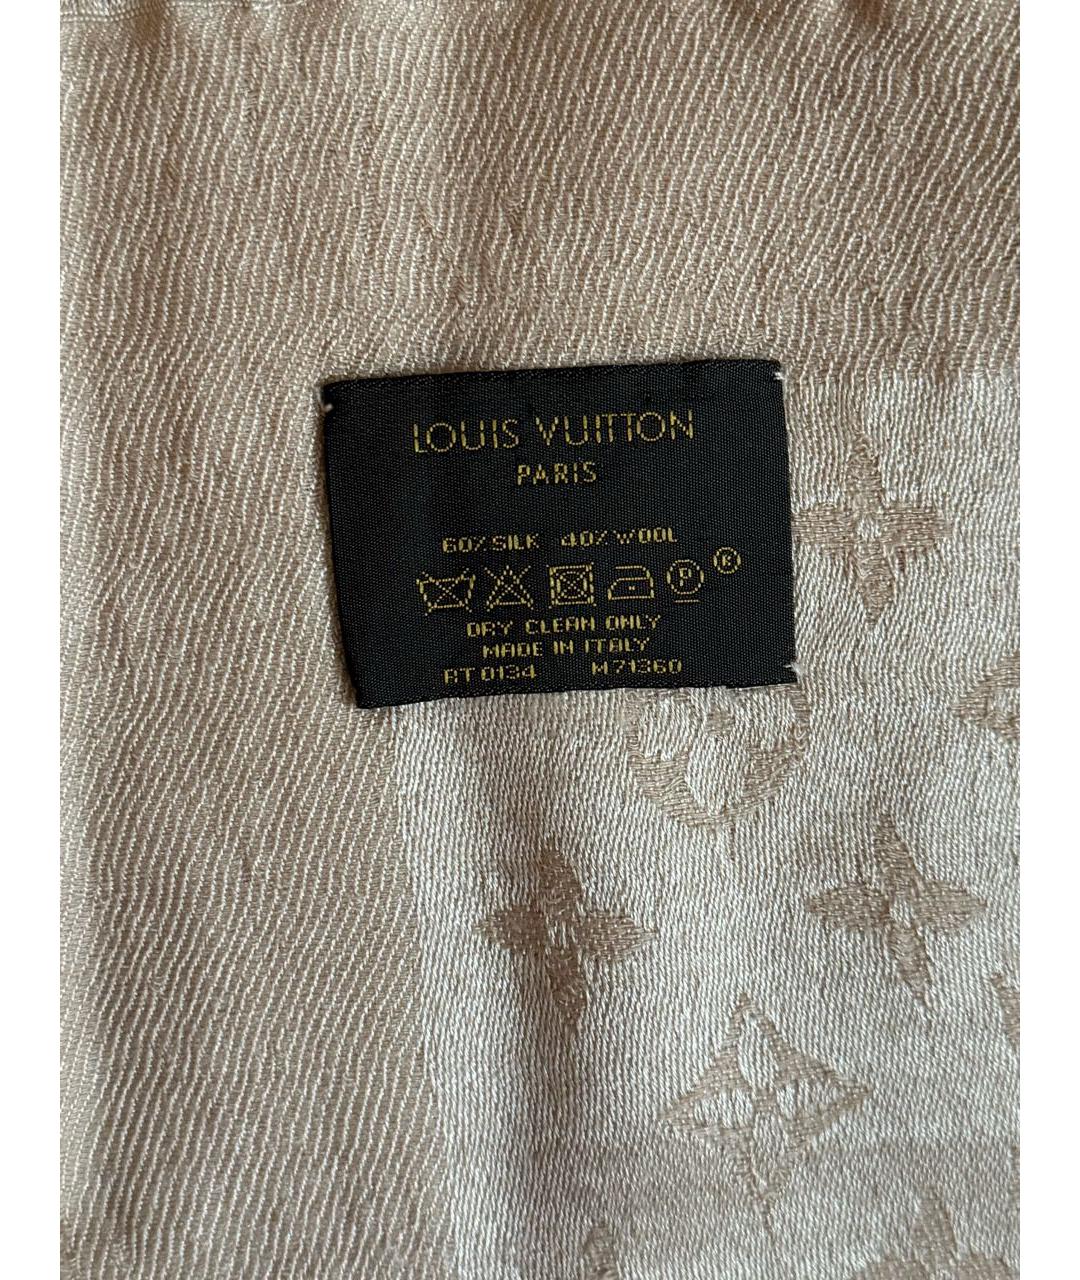 LOUIS VUITTON
PARIS
60% SILK 40% WOOL
P ®
DRY CLEAN ONLY
MADE IN ITALY
RT0134 M71360